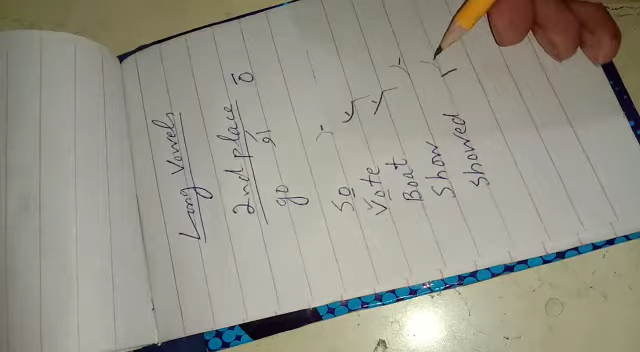 Long Vowels
2nd place ō
go
So
Vote
Boat
Show
Showed